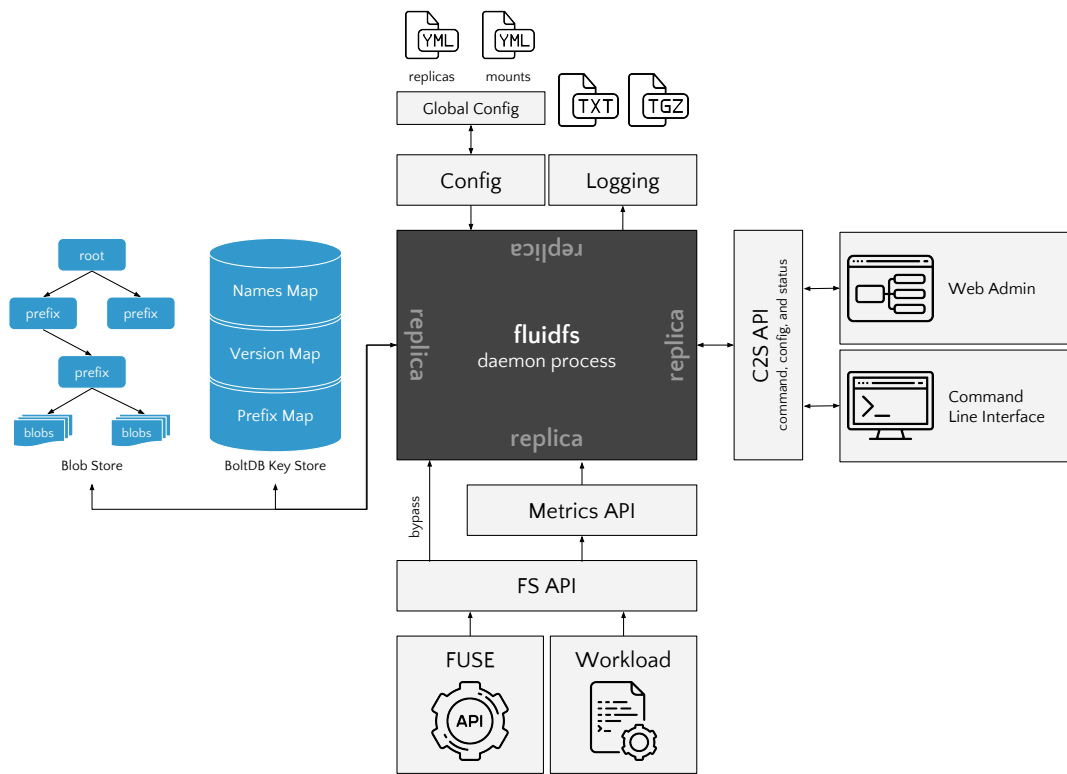 YML
YML
replicas
mounts
TXT
TGZ
Global Config
Config
Logging
replica
root
prefix
prefix
prefix
blobs
blobs
Blob Store
Names Map
Version Map
Prefix Map
BoltDB Key Store
replica
fluidfs
daemon process
replica
replica
C2S API
command, config, and status
Web Admin
Command
Line Interface
bypass
Metrics API
FS API
FUSE
API
Workload